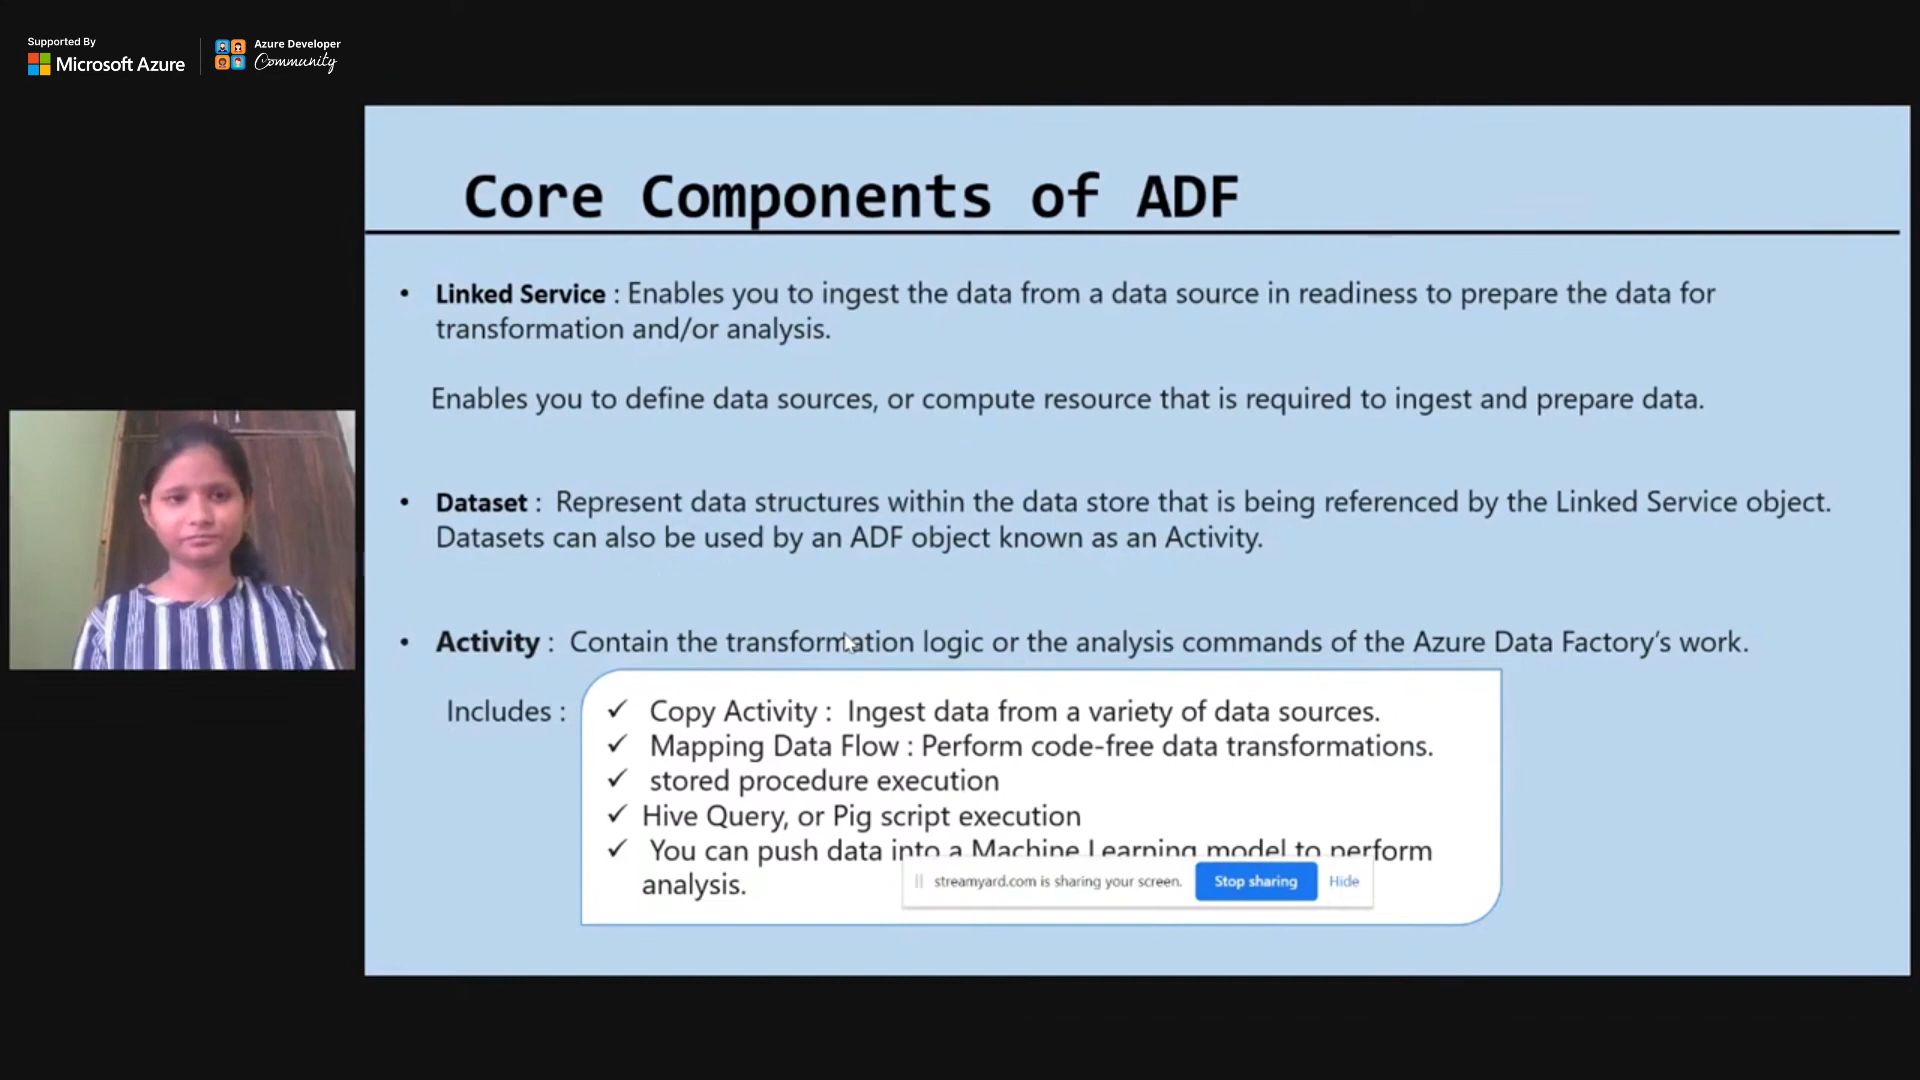 Supported By
Microsoft Azure
Azure Developer
Community
Core Components of ADF
• Linked Service : Enables you to ingest the data from a data source in readiness to prepare the data for
transformation and/or analysis.
Enables you to define data sources, or compute resource that is required to ingest and prepare data.
• Dataset : Represent data structures within the data store that is being referenced by the Linked Service object.
Datasets can also be used by an ADF object known as an Activity.
• Activity : Contain the transformation logic or the analysis commands of the Azure Data Factory's work.
Includes :
✓ Copy Activity : Ingest data from a variety of data sources.
✓ Mapping Data Flow : Perform code-free data transformations.
✓ stored procedure execution
✓ Hive Query, or Pig script execution
✓ You can push data into a Machine Learning model to perform
analysis.
streamyard.com is sharing your screen. Stop sharing Hide